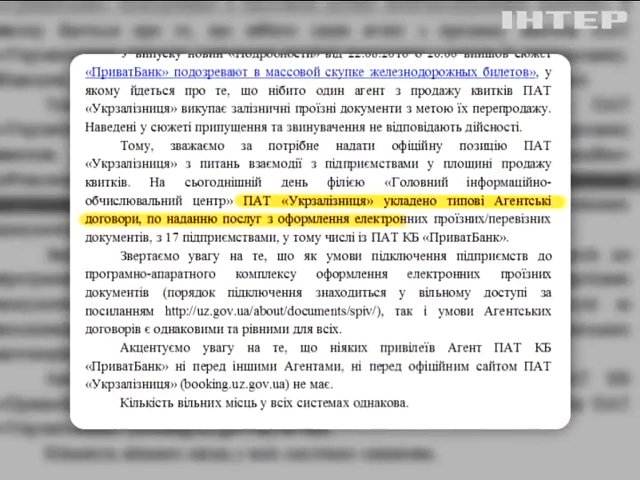 ІНТЕР
У випуску новин «Подробности» від 22.08.2016 о 20.00 вийшов сюжет
«ПриватБанк» подозревают в массовой скупке железнодорожных билетов», у
якому йдеться про те, що нібито один агент з продажу квитків ПАТ
«Укрзалізниця» викупає залізничні проїзні документи з метою їх перепродажу.
Наведені у сюжеті припущення та звинувачення не відповідають дійсності.
Тому, зважаємо за потрібне надати офіційну позицію ПАТ
«Укрзалізниця» з питань взаємодії з підприємствами у площині продажу
квитків. На сьогоднішній день філією «Головний інформаційно-
обчислювальний центр» ПАТ «Укрзалізниця» укладено типові Агентські
договори, по наданню послуг з оформлення електронних проїзних/перевізних
документів, з 17 підприємствами, у тому числі із ПАТ КБ «ПриватБанк».
Звертаємо увагу на те, що як умови підключення підприємств до
програмно-апаратного комплексу оформлення електронних проїзних
документів (порядок підключення знаходиться у вільному доступі за
посиланням http://uz.gov.ua/about/documents/spiv/), так і умови Агентських
договорів є однаковими та рівними для всіх.
Акцентуємо увагу на те, що ніяких привілеїв Агент ПАТ КБ
«ПриватБанк» ні перед іншими Агентами, ні перед офіційним сайтом ПАТ
«Укрзалізниця» (booking.uz.gov.ua) не має.
Кількість вільних місць у всіх системах однакова.